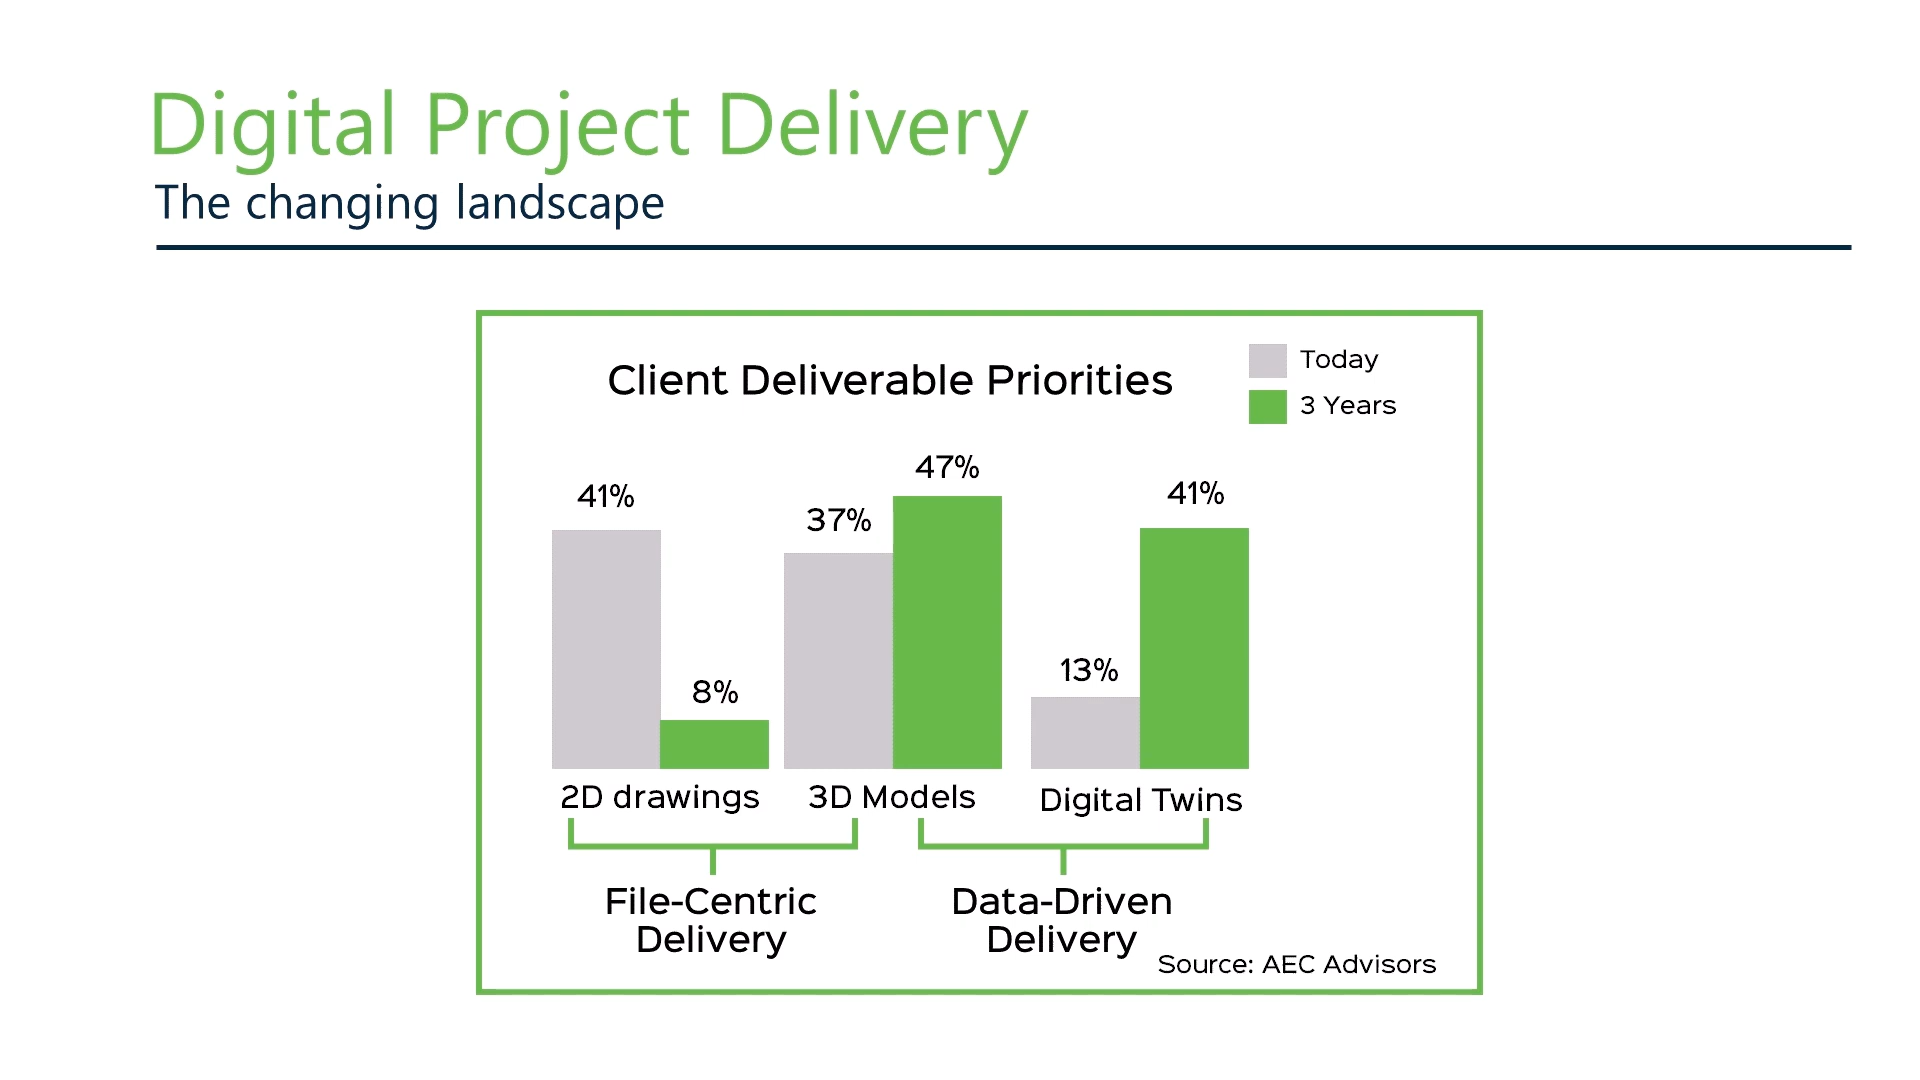 Digital Project Delivery
The changing landscape
Client Deliverable Priorities
Today
3 Years
41%
8%
37%
47%
13%
41%
2D drawings
3D Models
Digital Twins
File-Centric
Delivery
Data-Driven
Delivery
Source: AEC Advisors